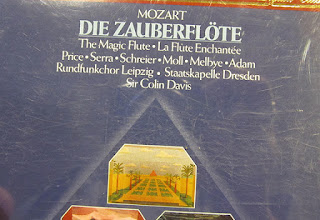 MOZART
DIE ZAUBERFLÖTE
The Magic Flute • La Flûte Enchantée
Price • Serra • Schreier • Moll • Melbye • Adam
Rundfunkchor Leipzig • Staatskapelle Dresden
Sir Colin Davis